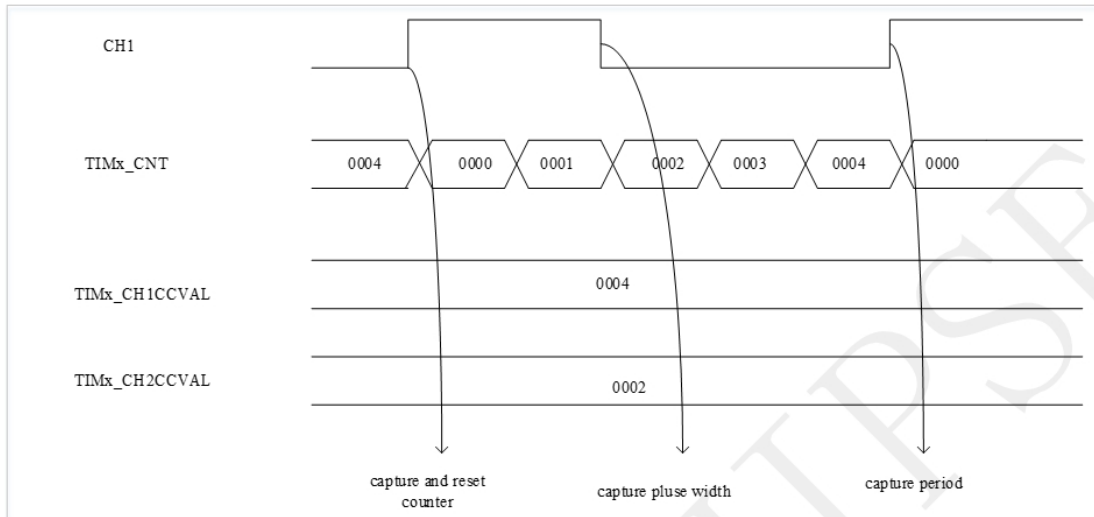 CH1
TIMx_CNT
0004 0000 0001 0002 0003 0004 0000
TIMx_CH1CCVAL
0004
TIMx_CH2CCVAL
0002
capture and reset
counter
capture pluse width
capture period